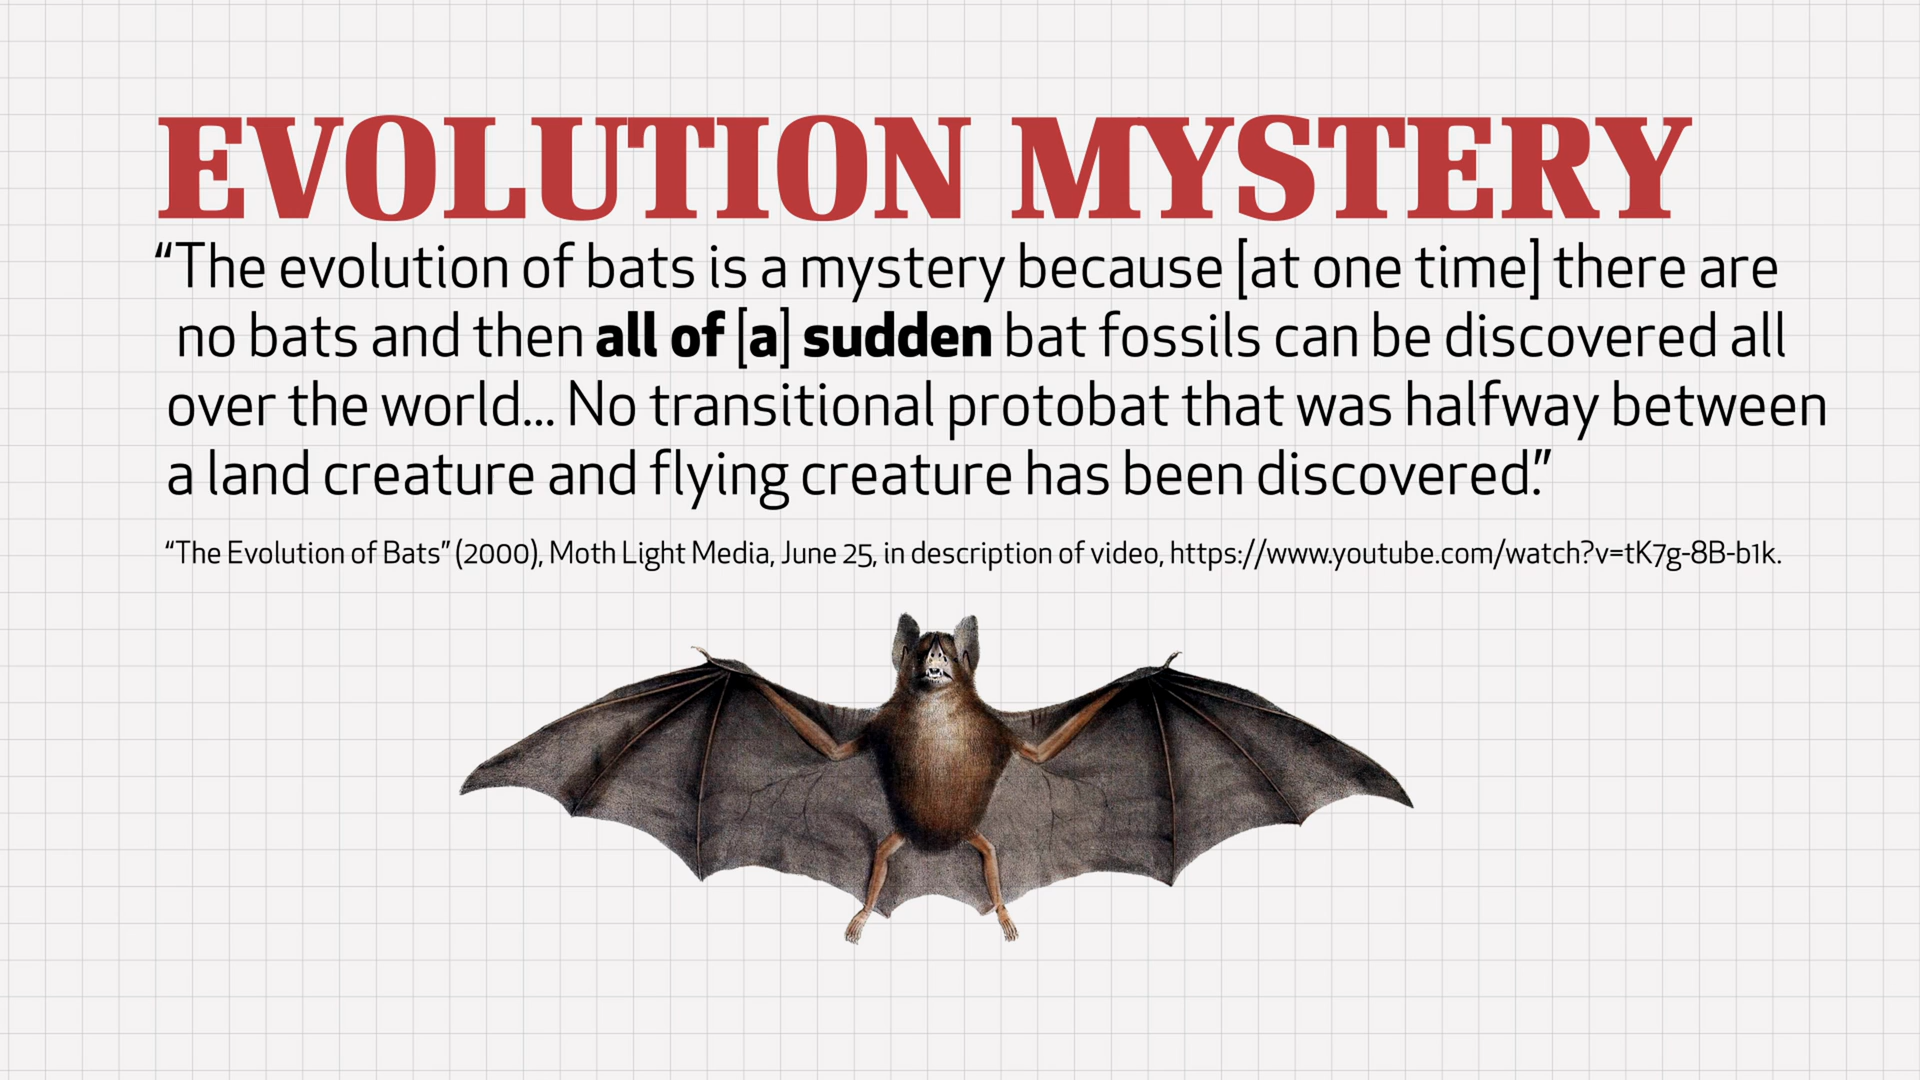 EVOLUTION MYSTERY
“The evolution of bats is a mystery because [at one time] there are
no bats and then all of [a] sudden bat fossils can be discovered all
over the world... No transitional protobat that was halfway between
a land creature and flying creature has been discovered.”
“The Evolution of Bats” (2000), Moth Light Media, June 25, in description of video, https://www.youtube.com/watch?v=tK7g-8B-b1k.